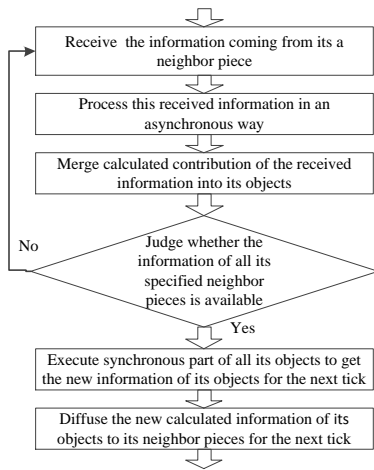 Receive the information coming from its a
neighbor piece
Process this received information in an
asynchronous way
Merge calculated contribution of the received
information into its objects
No
Judge whether the
information of all its
specified neighbor
pieces is available
Yes
Execute synchronous part of all its objects to get
the new information of its objects for the next tick
Diffuse the new calculated information of its
objects to its neighbor pieces for the next tick